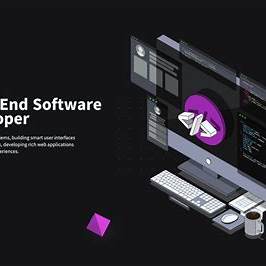 End Software
oper
ems, building smart user interfaces
, developing rich web applications
eriences.